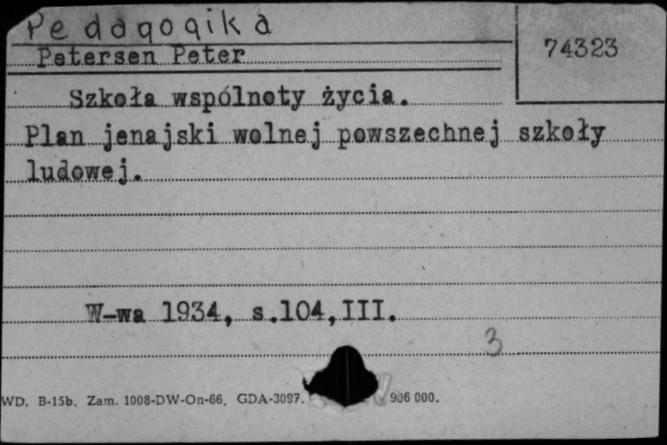 Pedagogika
Petersen Peter
74323
Szkoła wspólnoty życia.
Plan jenajski wolnej powszechnej szkoły
ludowej.
W-wa 1934, s.104,III.
3
WD. B-15b. Zam. 1008-DW-On-66. GDA-3097. 906 000.